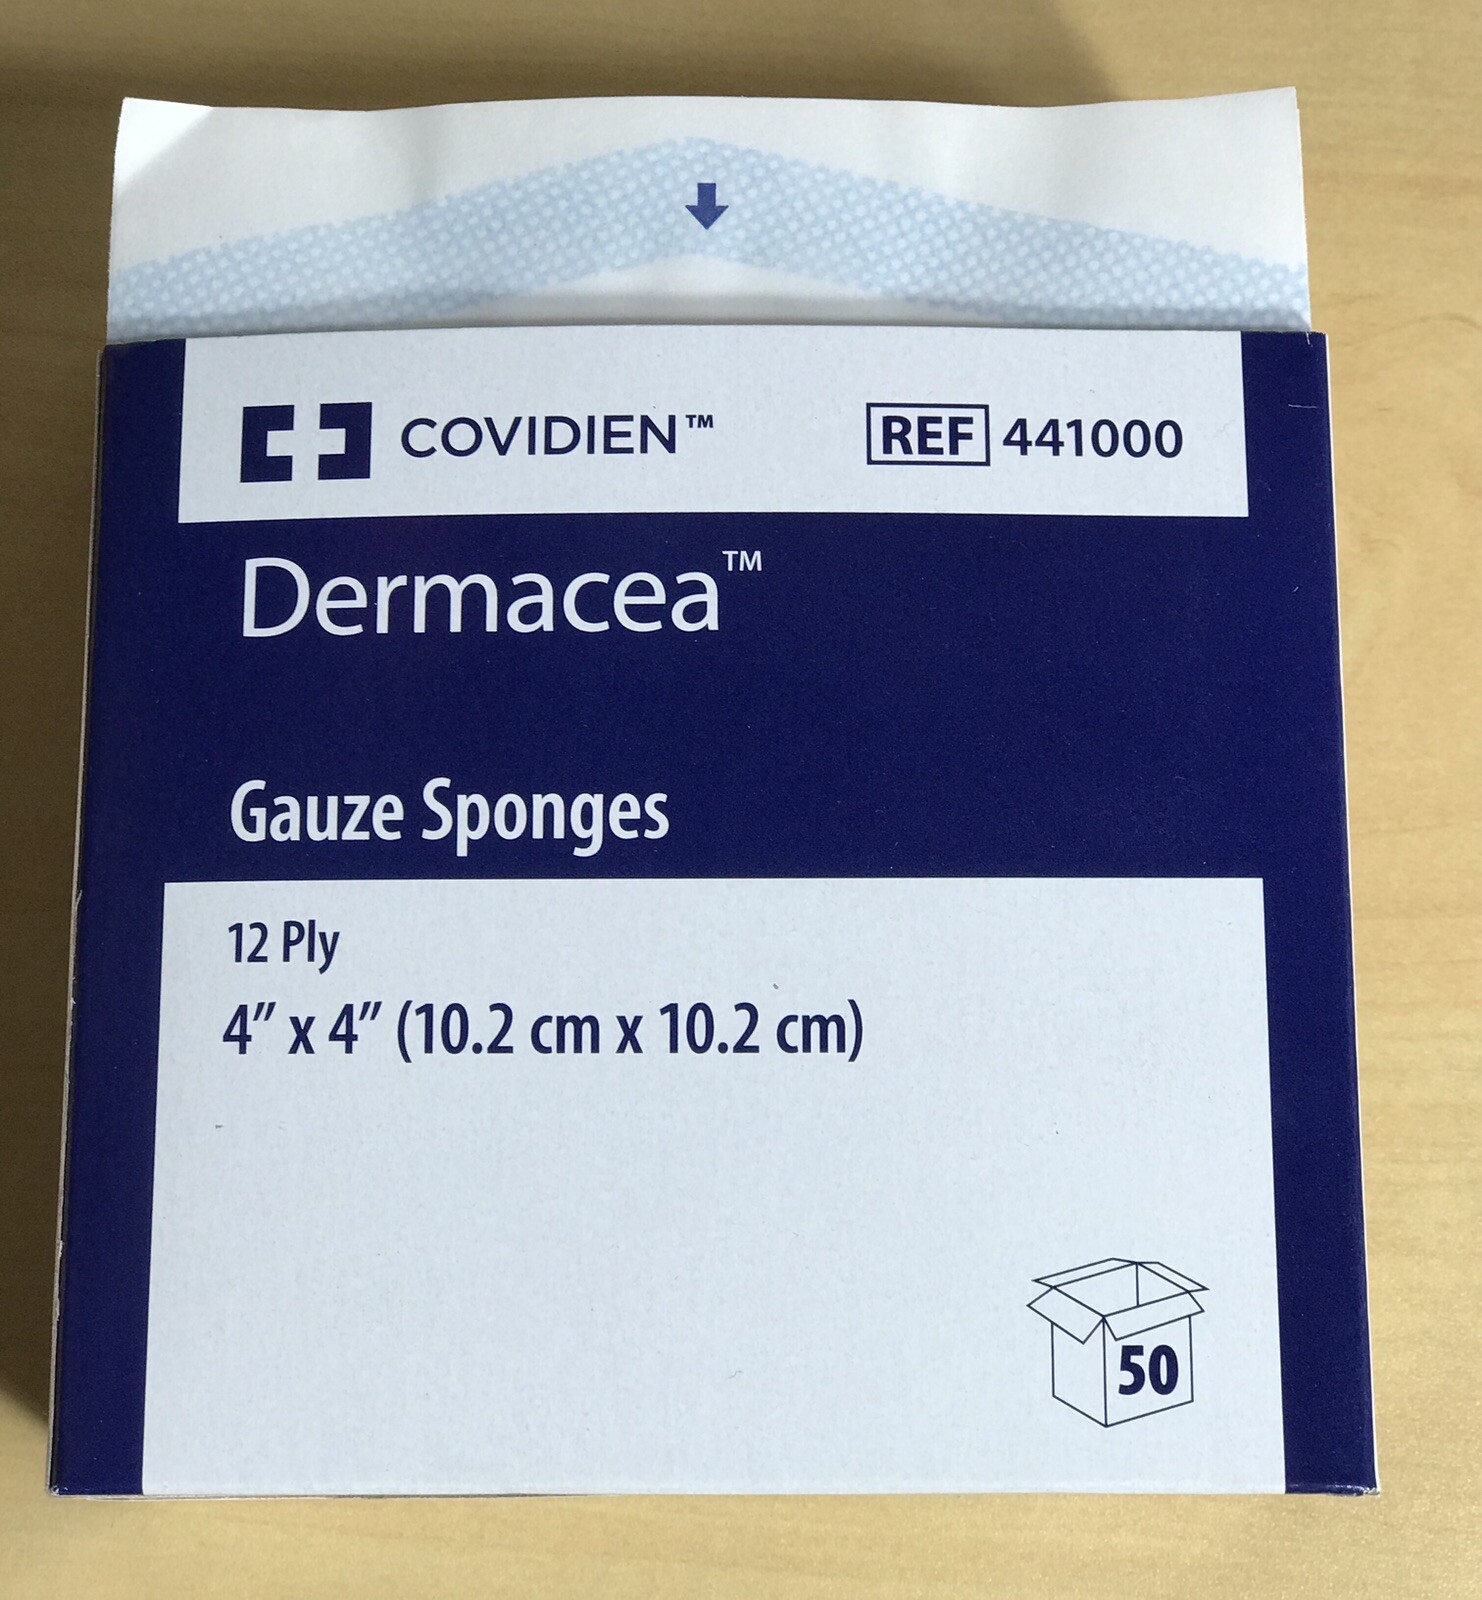 COVIDIEN™ REF 441000
Dermacea™
Gauze Sponges
12 Ply
4” x 4” (10.2 cm x 10.2 cm)
50